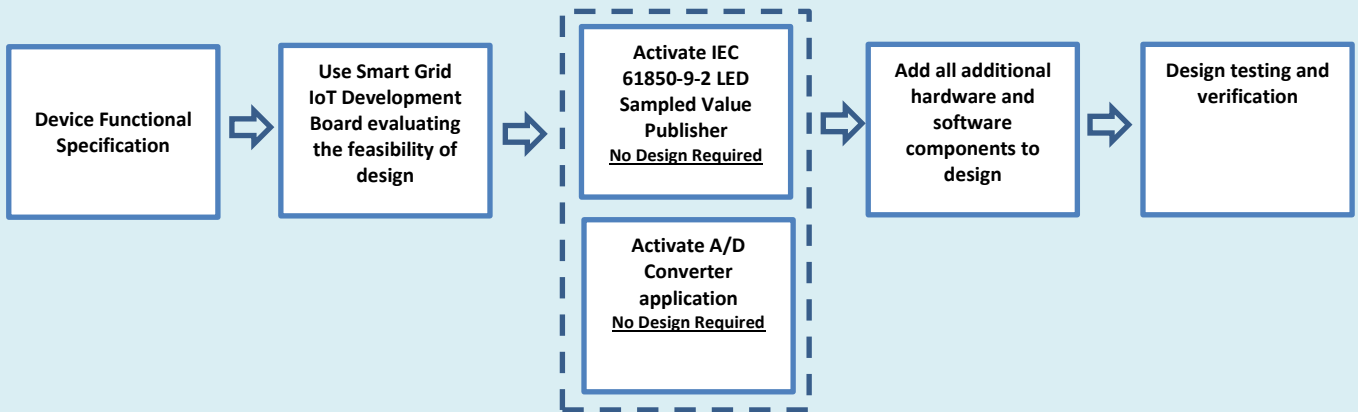 Device Functional
Specification
Use Smart Grid
IoT Development
Board evaluating
the feasibility of
design
Activate IEC
61850-9-2 LED
Sampled Value
Publisher
No Design Required
Activate A/D
Converter
application
No Design Required
Add all additional
hardware and
software
components to
design
Design testing and
verification